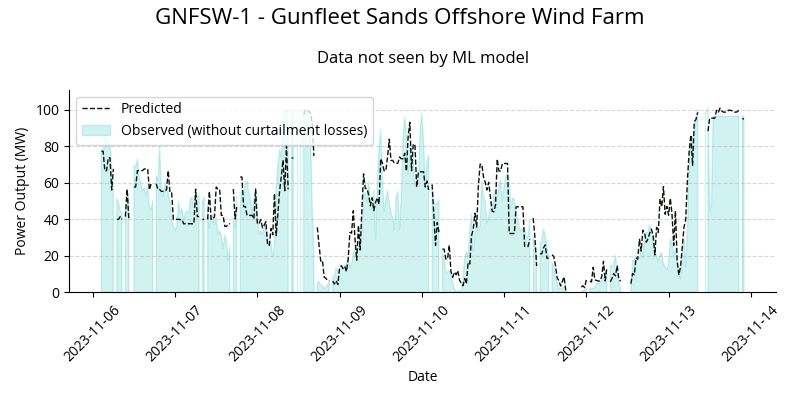 GNFSW-1 - Gunfleet Sands Offshore Wind Farm
Data not seen by ML model
Predicted
Observed (without curtailment losses)
Power Output (MW)
100
80
60
40
20
0
2023-11-06
2023-11-07
2023-11-08
2023-11-09
2023-11-10
2023-11-11
2023-11-12
2023-11-13
2023-11-14
Date